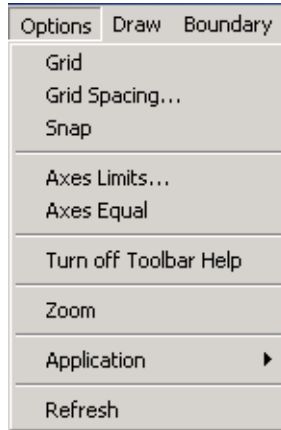 Options Draw Boundary
Grid
Grid Spacing...
Snap
Axes Limits...
Axes Equal
Turn off Toolbar Help
Zoom
Application
Refresh